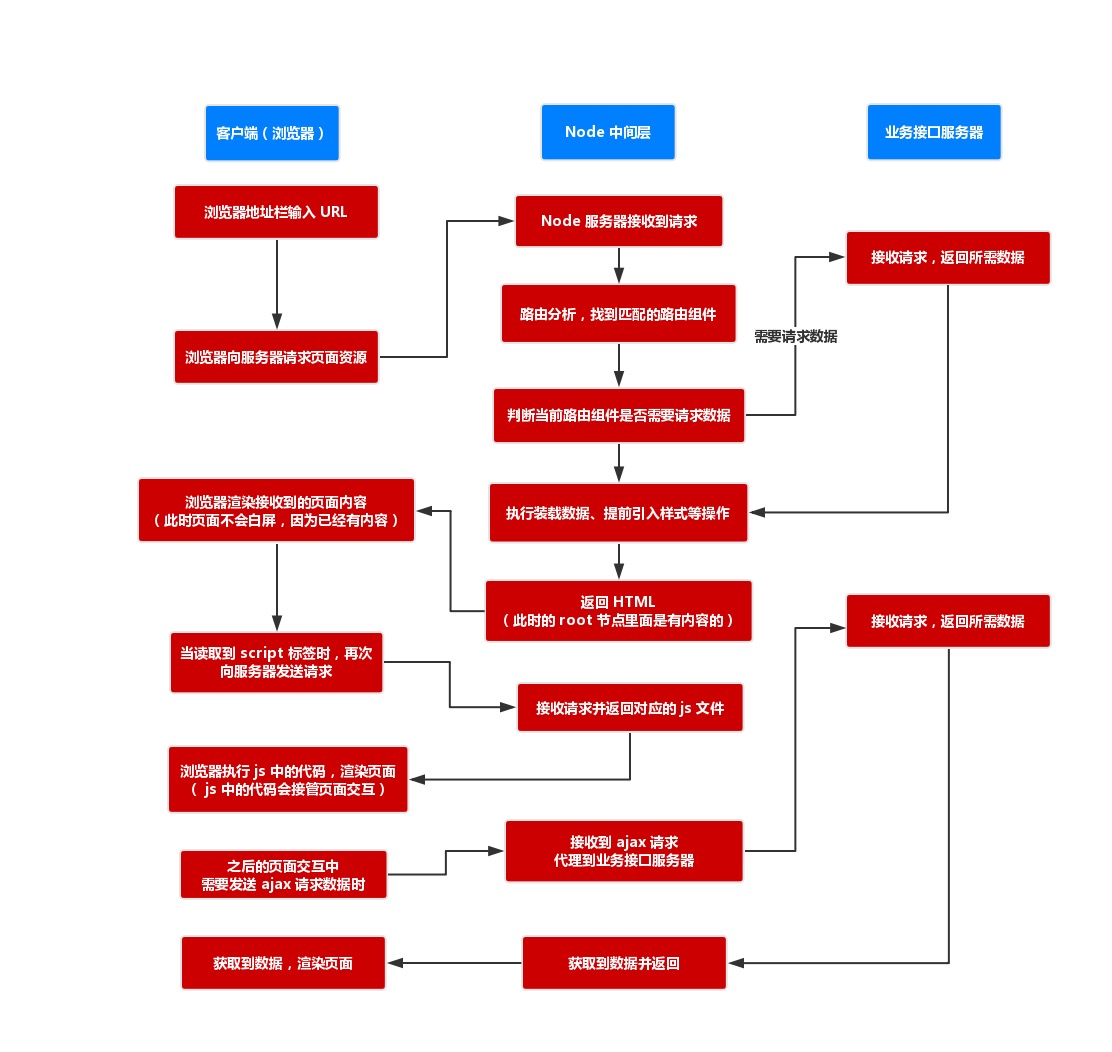 客户端（浏览器）
Node 中间层
业务接口服务器
浏览器地址栏输入 URL
Node 服务器接收到请求
接收请求，返回所需数据
路由分析，找到匹配的路由组件
需要请求数据
浏览器向服务器请求页面资源
判断当前路由组件是否需要请求数据
浏览器渲染接收到的页面内容
（此时页面不会白屏，因为已经有内容）
执行装载数据、提前引入样式等操作
返回 HTML
（此时的 root 节点里面是有内容的）
接收请求，返回所需数据
当读取到 script 标签时，再次
向服务器发送请求
接收请求并返回对应的 js 文件
浏览器执行 js 中的代码，渲染页面
（ js 中的代码会接管页面交互）
接收到 ajax 请求
代理到业务接口服务器
之后的页面交互中
需要发送 ajax 请求数据时
获取到数据，渲染页面
获取到数据并返回